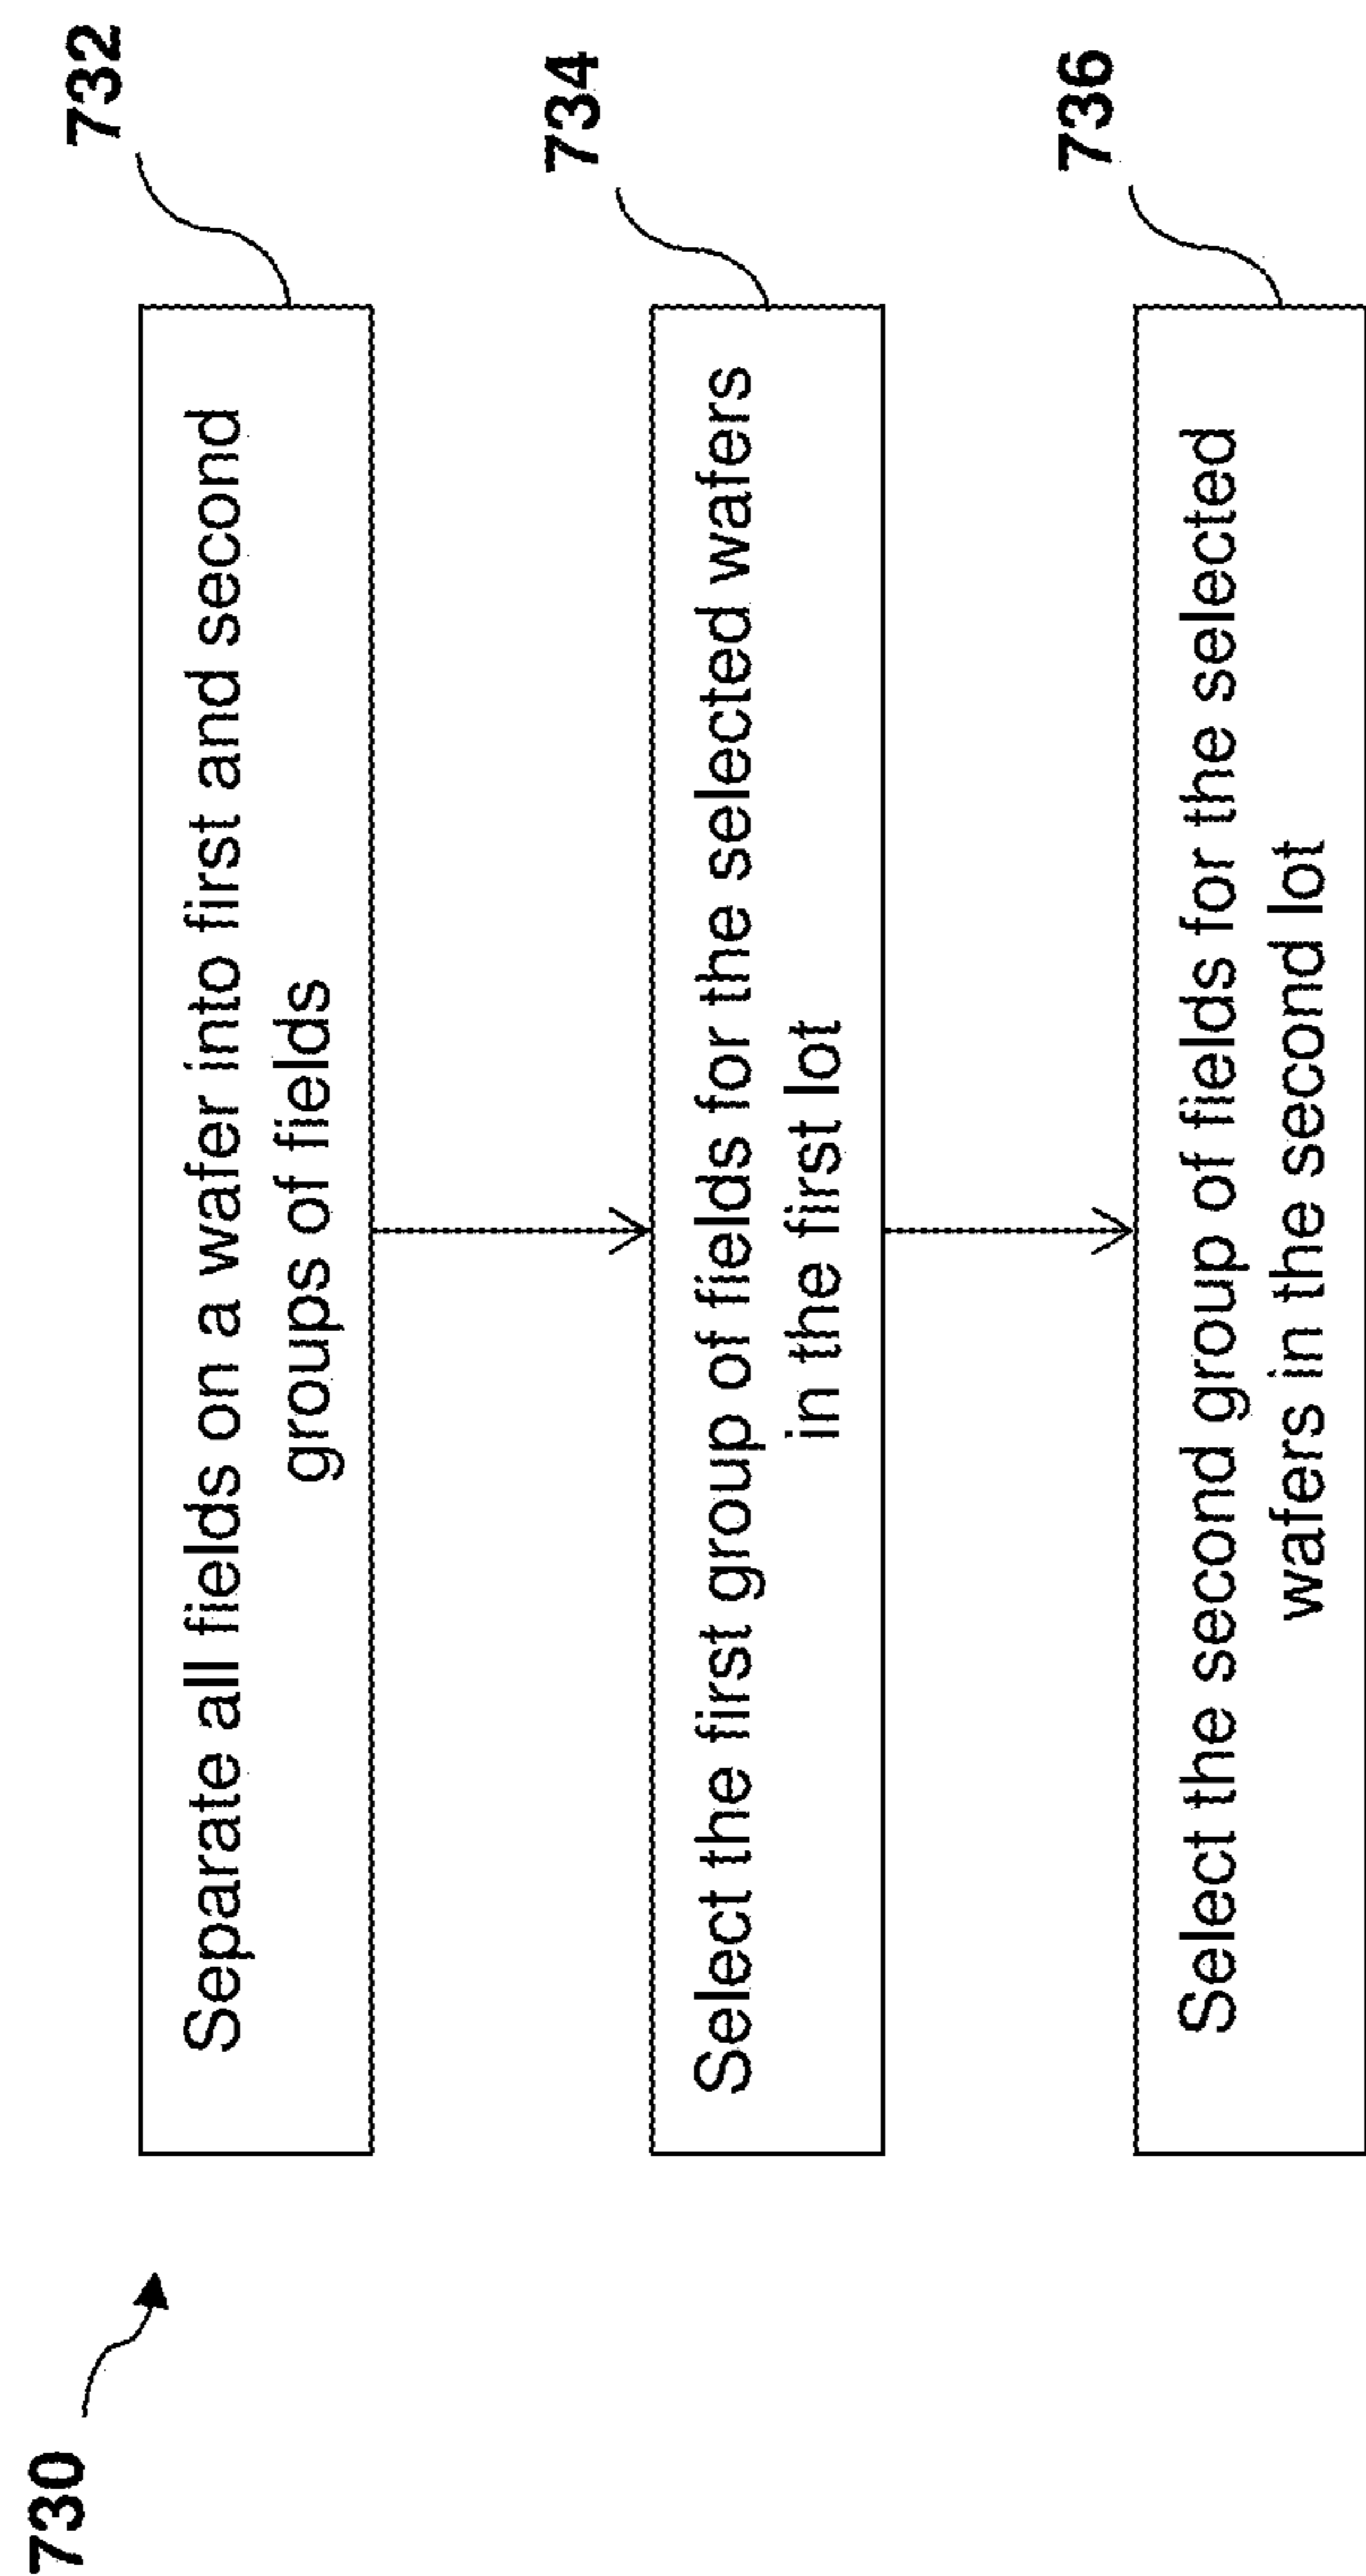 730
732
Separate all fields on a wafer into first and second
groups of fields
734
Select the first group of fields for the selected wafers
in the first lot
736
Select the second group of fields for the selected
wafers in the second lot